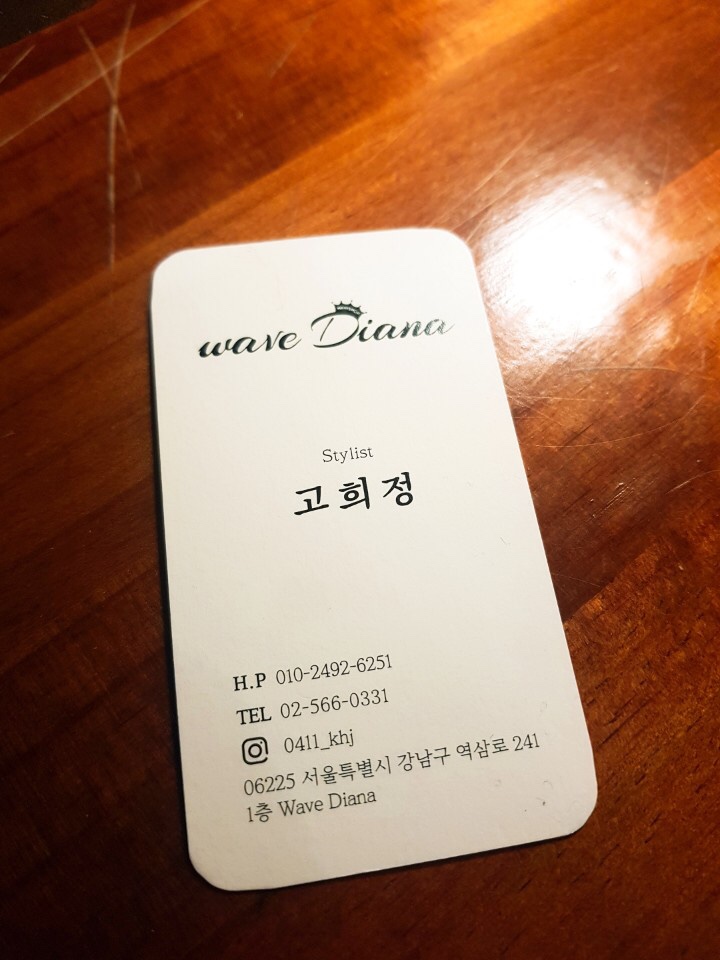 wave Diana
Stylist
고희정
H.P 010-2492-6251
TEL 02-566-0331
0411_khj
06225 서울특별시 강남구 역삼로 241
1층 Wave Diana